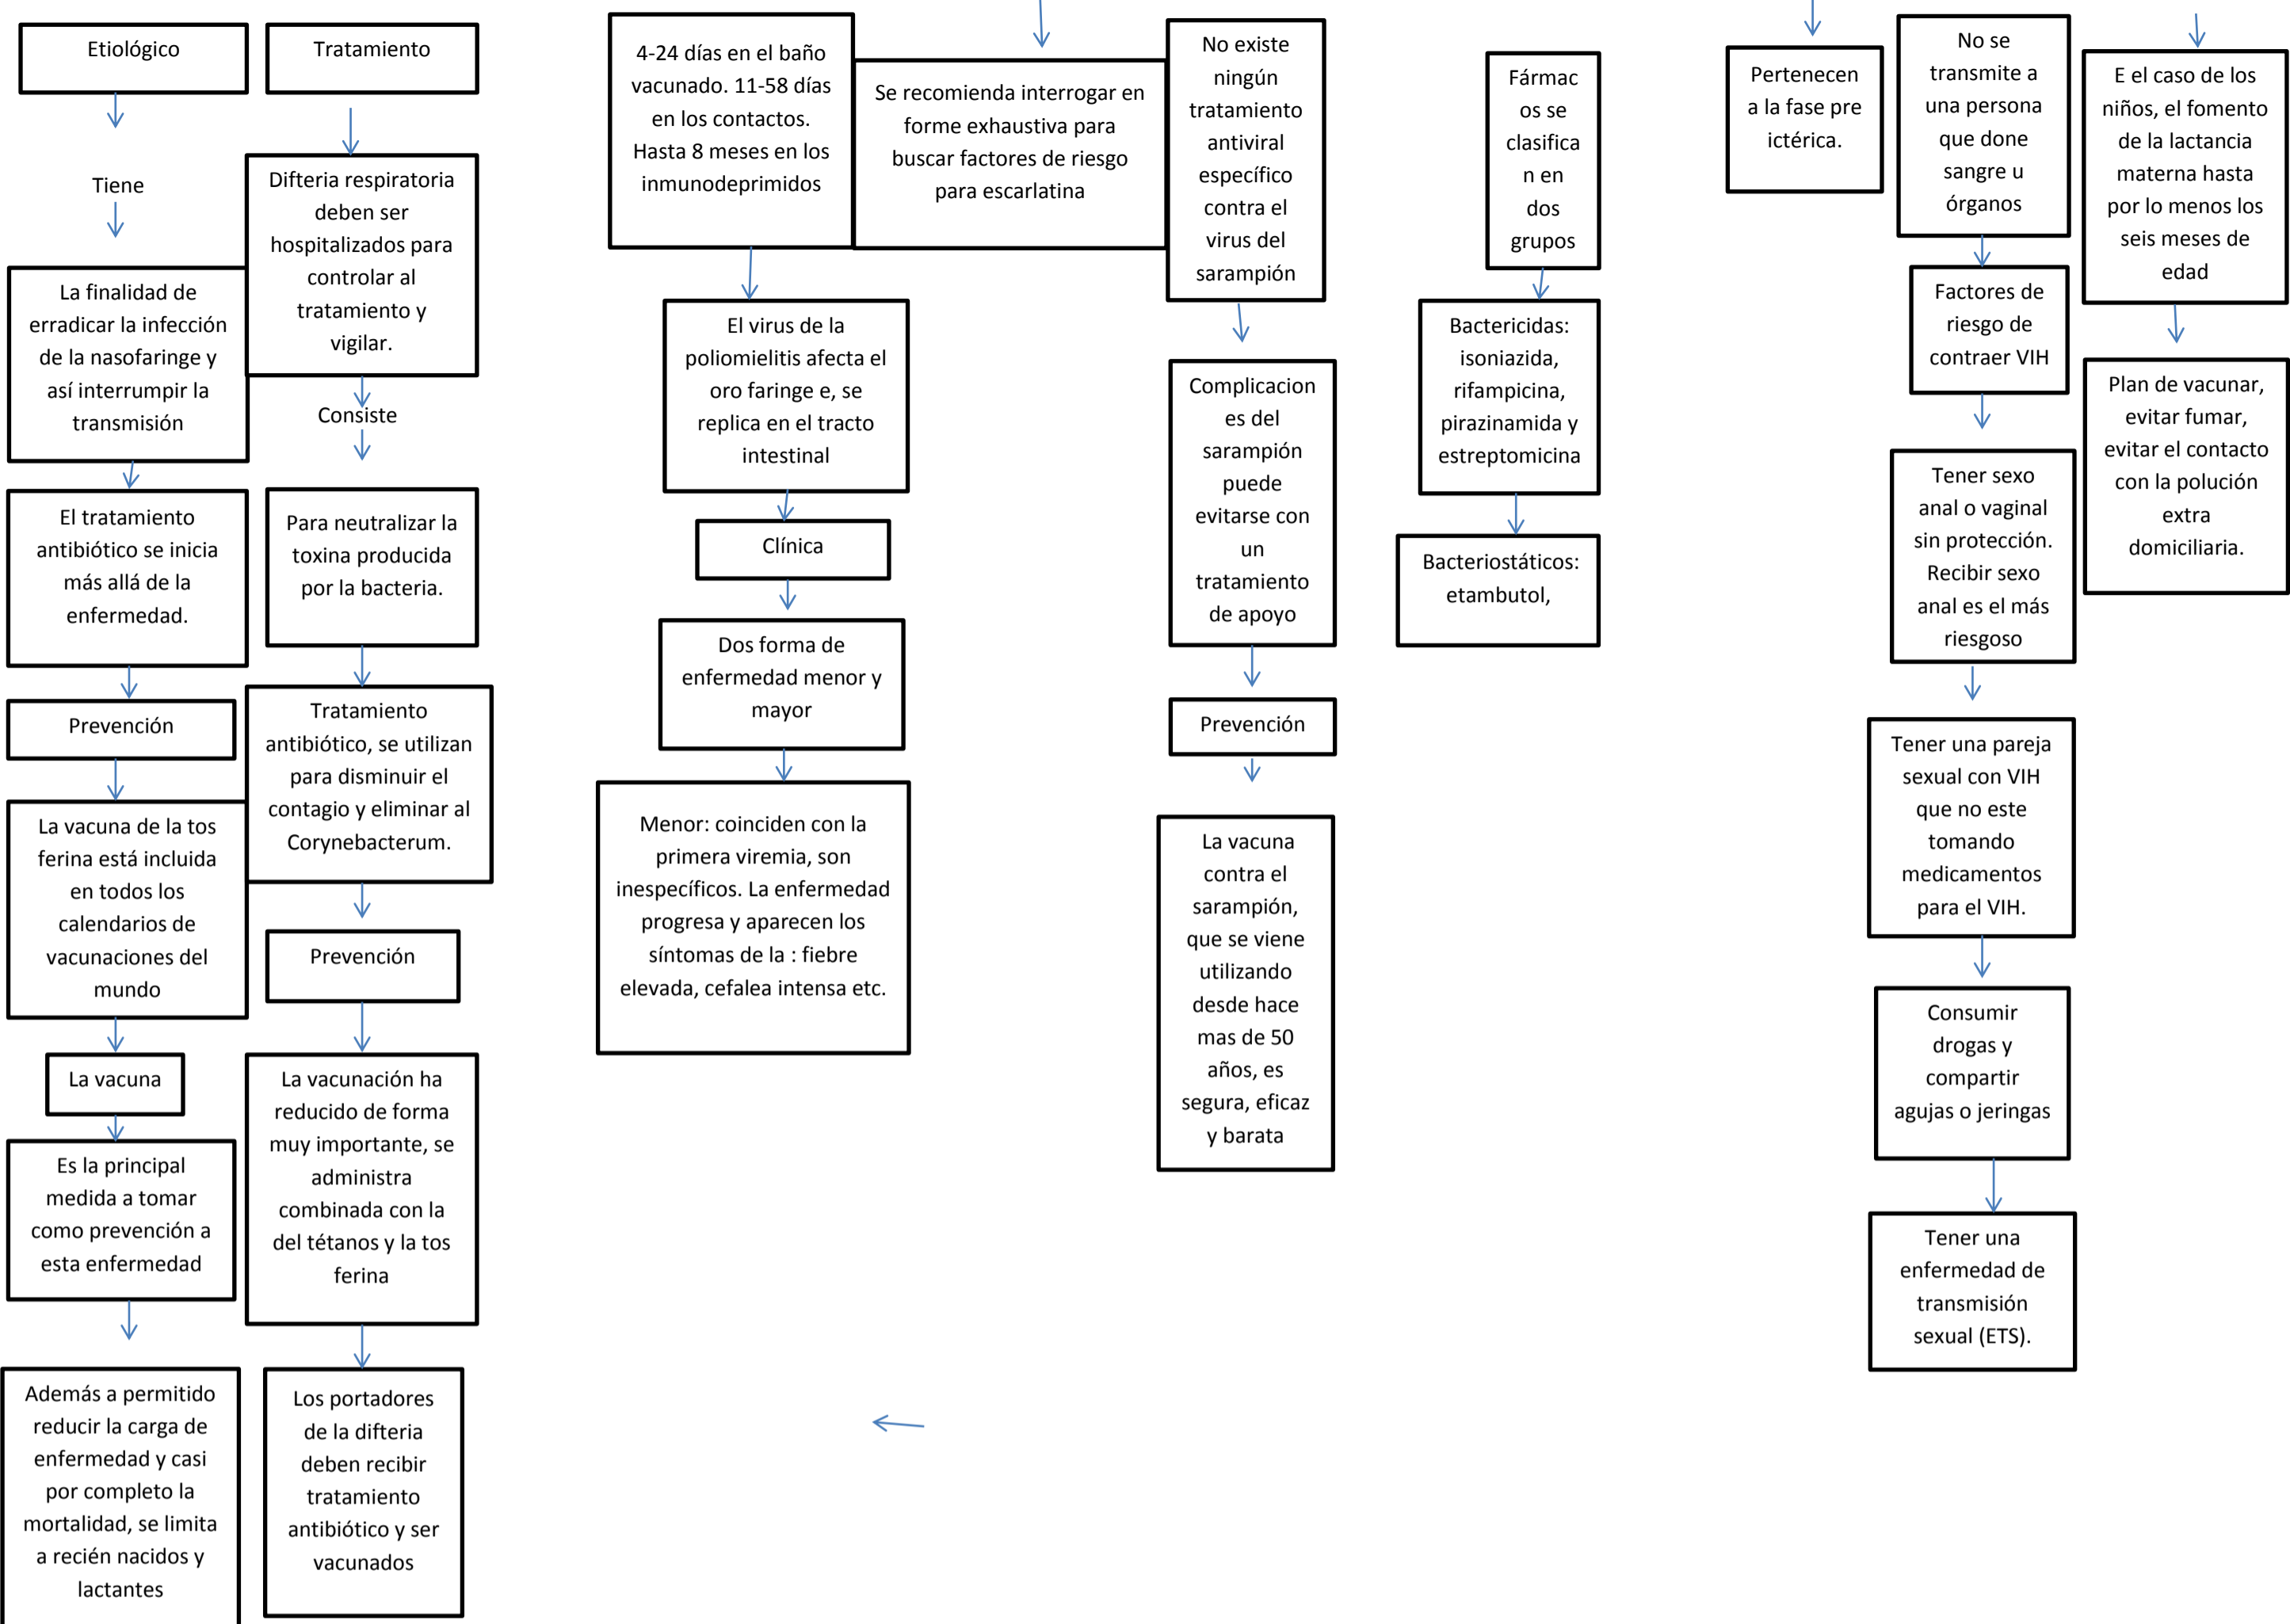 Etiológico
Tiene
La finalidad de
erradicar la infección
de la nasofaringe y
así interrumpir la
transmisión
El tratamiento
antibiótico se inicia
más allá de la
enfermedad.
Prevención
La vacuna de la tos
ferina está incluida
en todos los
calendarios de
vacunaciones del
mundo
La vacuna
Es la principal
medida a tomar
como prevención a
esta enfermedad
Además a permitido
reducir la carga de
enfermedad y casi
por completo la
mortalidad, se limita
a recién nacidos y
lactantes
Tratamiento
Difteria respiratoria
deben ser
hospitalizados para
controlar al
tratamiento y
vigilar.
Consiste
Para neutralizar la
toxina producida
por la bacteria.
Tratamiento
antibiótico, se utilizan
para disminuir el
contagio y eliminar al
Corynebacterum.
Prevención
La vacunación ha
reducido de forma
muy importante, se
administra
combinada con la
del tétanos y la tos
ferina
Los portadores
de la difteria
deben recibir
tratamiento
antibiótico y ser
vacunados
4-24 días en el baño
vacunado. 11-58 días
en los contactos.
Hasta 8 meses en los
inmunodeprimidos
El virus de la
poliomielitis afecta el
oro faringe e, se
replica en el tracto
intestinal
Clínica
Dos forma de
enfermedad menor y
mayor
Menor: coinciden con la
primera viremia, son
inespecíficos. La enfermedad
progresa y aparecen los
síntomas de la : fiebre
elevada, cefalea intensa etc.
Se recomienda interrogar en
forme exhaustiva para
buscar factores de riesgo
para escarlatina
No existe
ningún
tratamiento
antiviral
específico
contra el
virus del
sarampión
Complicacion
es del
sarampión
puede
evitarse con
un
tratamiento
de apoyo
Prevención
La vacuna
contra el
sarampión,
que se viene
utilizando
desde hace
mas de 50
años, es
segura, eficaz
y barata
Fármac
os se
clasifica
n en
dos
grupos
Bactericidas:
isoniazida,
rifampicina,
pirazinamida y
estreptomicina
Bacteriostáticos:
etambutol,
Pertenecen
a la fase pre
ictérica.
No se
transmite a
una persona
que done
sangre u
órganos
Factores de
riesgo de
contraer VIH
Tener sexo
anal o vaginal
sin protección.
Recibir sexo
anal es el más
riesgoso
Tener una pareja
sexual con VIH
que no este
tomando
medicamentos
para el VIH.
Consumir
drogas y
compartir
agujas o jeringas
Tener una
enfermedad de
transmisión
sexual (ETS).
E el caso de los
niños, el fomento
de la lactancia
materna hasta
por lo menos los
seis meses de
edad
Plan de vacunar,
evitar fumar,
evitar el contacto
con la polución
extra
domiciliaria.